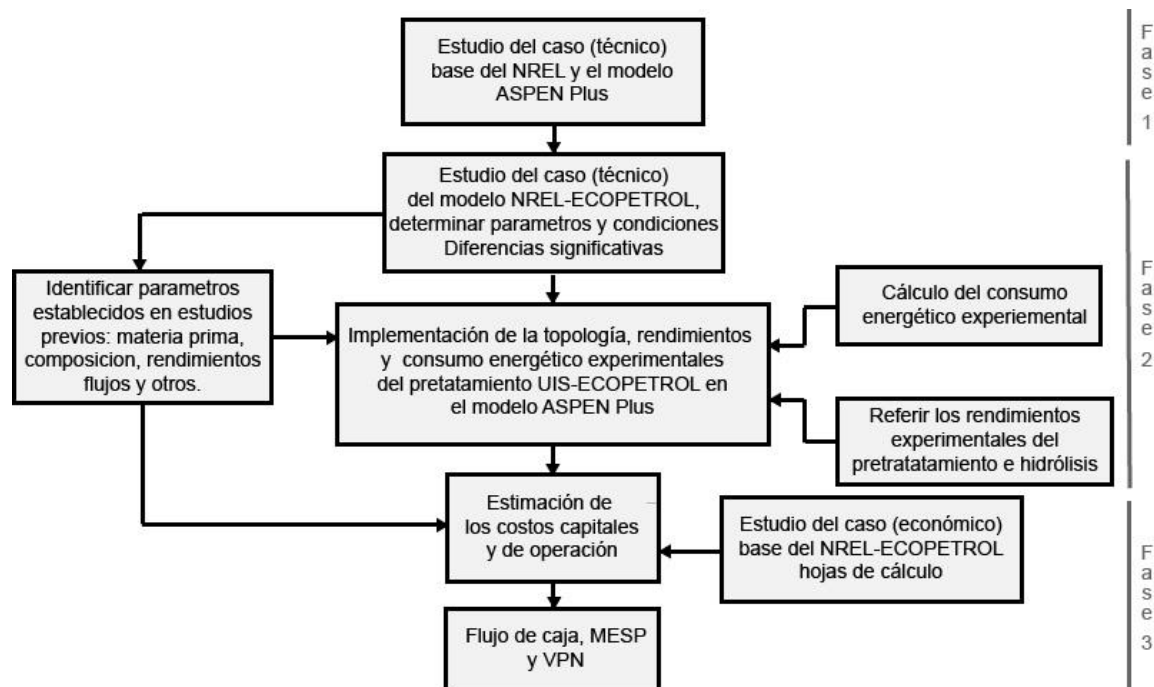 Estudio del caso (técnico)
base del NREL y el modelo
ASPEN Plus
Fase 1
Estudio del caso (técnico)
del modelo NREL-ECOPETROL,
determinar parametros y condiciones
Diferencias significativas
Identificar parametros
establecidos en estudios
previos: materia prima,
composicion, rendimientos
flujos y otros.
Implementación de la topología, rendimientos
y consumo energético experimentales
del pretatamiento UIS-ECOPETROL en
el modelo ASPEN Plus
Cálculo del consumo
energético experiemental
Referir los rendimientos
experimentales del
pretratatamiento e hidrólisis
Fase 2
Estimación de
los costos capitales
y de operación
Estudio del caso (económico)
base del NREL-ECOPETROL
hojas de cálculo
Flujo de caja, MESP
y VPN
Fase 3